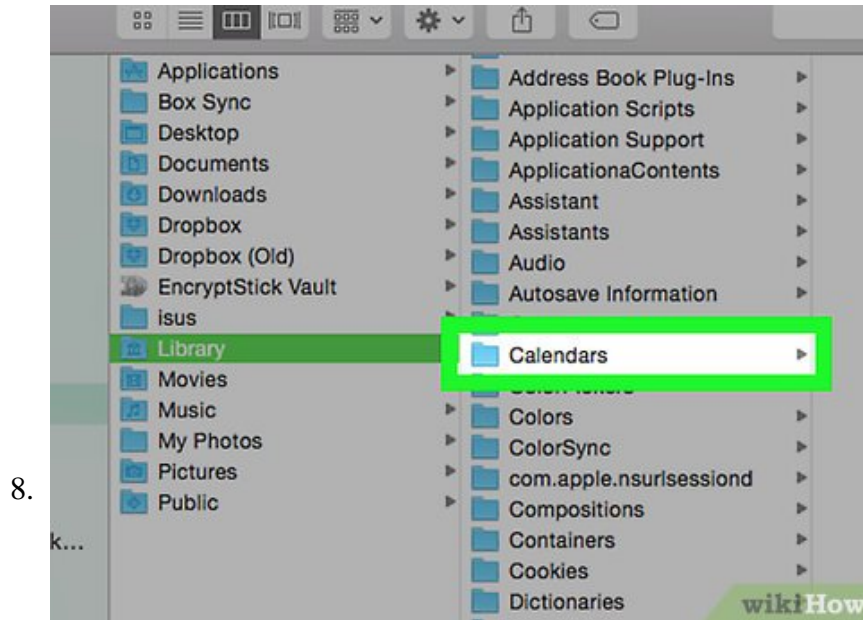 Applications
Box Sync
Desktop
Documents
Downloads
Dropbox
Dropbox (Old)
EncryptStick Vault
isus
Library
Movies
Music
My Photos
Pictures
Public
Address Book Plug-Ins
Application Scripts
Application Support
ApplicationaContents
Assistant
Assistants
Audio
Autosave Information
Calendars
Colors
ColorSync
com.apple.nsurlsessiond
Compositions
Containers
Cookies
Dictionaries
8.
k...
wikiHow